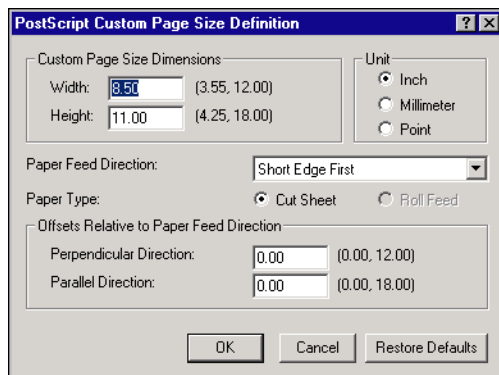 PostScript Custom Page Size Definition
Custom Page Size Dimensions
Width: 8.50 (3.55, 12.00)
Height: 11.00 (4.25, 18.00)
Unit
Inch
Millimeter
Point
Paper Feed Direction: Short Edge First
Paper Type: Cut Sheet Roll Feed
Offsets Relative to Paper Feed Direction
Perpendicular Direction: 0.00 (0.00, 12.00)
Parallel Direction: 0.00 (0.00, 18.00)
OK Cancel Restore Defaults